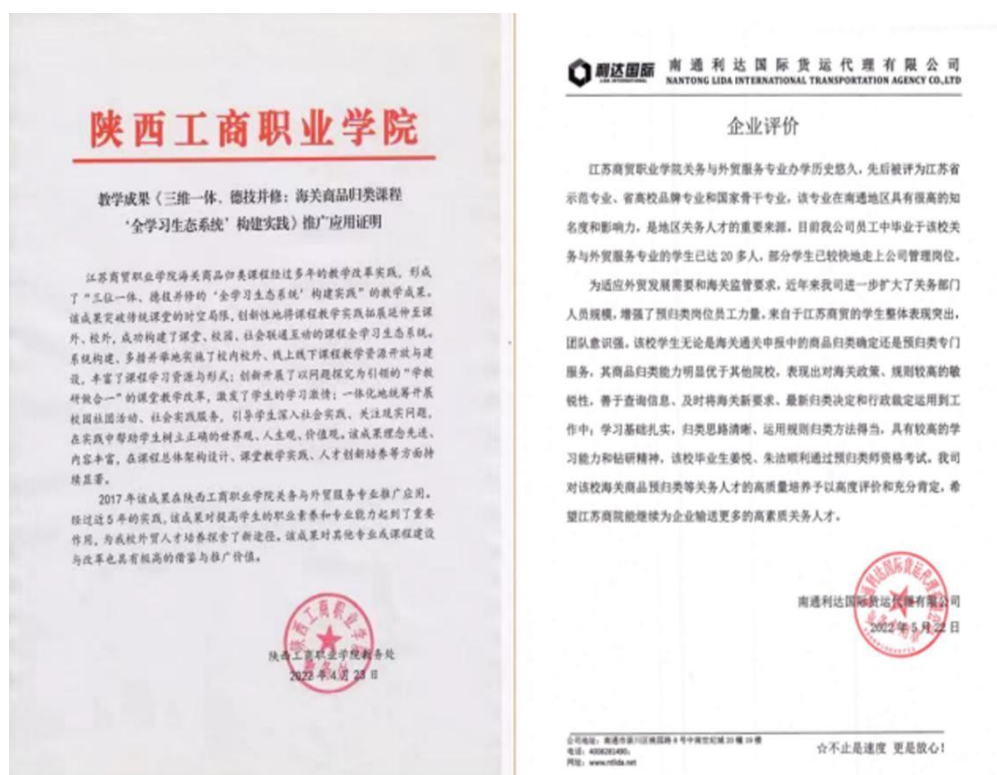 陕西工商职业学院
教学成果《三维一体、德技并修：海关商品归类课程
‘全学习生态系统’构建实践》推广应用证明
江苏商贸职业学院海关商品归类课程经过多年的教学改革实践，形成
了“三位一体、德技并修的‘全学习生态系统’构建实践”的教学成果。
该成果突破传统课堂的时空局限，创新性地将课程教学实践拓展延伸至课
外、校外，成功构建了课堂、校园、社会联通互动的课程全学习生态系统。
系统构建、多措并举地实施了校内校外、线上线下课程教学资源开放与建
设，丰富了课程学习资源与形式；创新开展了以问题探究为引领的“学教
研做合一”的课堂教学改革，激发了学生的学习激情；一体化地统筹开展
校园社团活动、社会实践服务，引导学生深入社会实践、关注现实问题，
在实践中帮助学生树立正确的世界观、人生观、价值观。该成果理念先进、
内容丰富，在课程总体架构设计、课堂教学实践、人才创新培养等方面持
续显著。
2017年该成果在陕西工商职业学院关务与外贸服务专业推广应用。
经过近5年的实践，该成果对提高学生的职业素养和专业能力起到了重要
作用，为我校外贸人才培养探索了新途径。该成果对其他专业或课程建设
与改革也具有极高的借鉴与推广价值。
陕西工商职业学院教务处
2022年4月23日
利达国际
南通利达国际货运代理有限公司
NANTONG LIDA INTERNATIONAL TRANSPORTATION AGENCY CO.,LTD
企业评价
江苏商贸职业学院关务与外贸服务专业办学历史悠久，先后被评为江苏省
示范专业、省高校品牌专业和国家骨干专业，该专业在南通地区具有很高的知
名度和影响力，是地区关务人才的重要来源，目前我公司员工中毕业于该校关
务与外贸服务专业的学生已达20多人，部分学生已较快地走上公司管理岗位。
为适应外贸发展需要和海关监管要求，近年来我司进一步扩大了关务部门
人员规模，增强了预归类岗位员工力量，来自于江苏商贸的学生整体表现突出，
团队意识强。该校学生无论是海关通关申报中的商品归类确定还是预归类专门
服务，其商品归类能力明显优于其他院校，表现出对海关政策、规则较高的敏
锐性，善于查询信息、及时将海关新要求、最新归类决定和行政裁定运用到工
作中；学习基础扎实，归类思路清晰、运用规则归类方法得当，具有较高的学
习能力和钻研精神，该校毕业生姜悦、朱洁顺利通过预归类师资格考试。我司
对该校海关商品预归类等关务人才的高质量培养予以高度评价和充分肯定，希
望江苏商院能继续为企业输送更多的高素质关务人才。
南通利达国际货运代理有限公司
2022年5月22日
公司地址：南通市崇川区桃园路8号中南世纪城20幢19楼
电话：4008281490
网址：www.ntlida.net
☆不止是速度 更是放心！